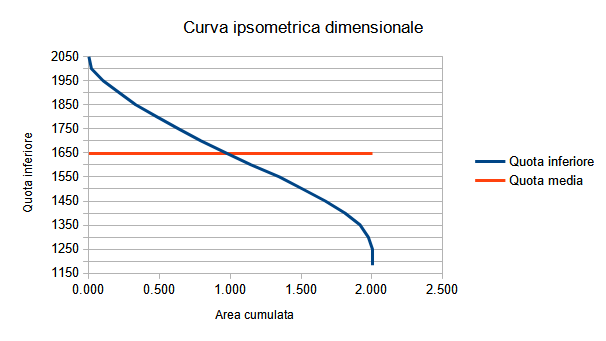 Curva ipsometrica dimensionale
2050
1950
1850
1750
1650
1550
1450
1350
1250
1150
Quota inferiore
0.000 0.500 1.000 1.500 2.000 2.500
Area cumulata
Quota inferiore
Quota media